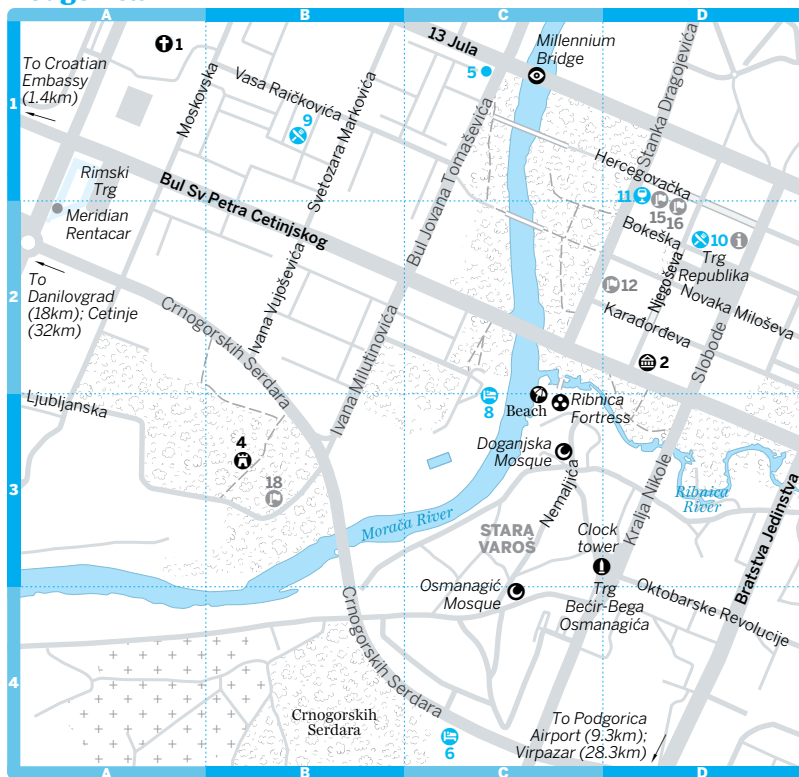 A B C D
1
2
3
4
To Croatian
Embassy
(1.4km)
1
Moskovska
Vasa Raičkovića
9
Svetozara Markovića
13 Jula
5
Millennium
Bridge
Stanka Dragojevića
Hercegovačka
Rimski
Trg
Meridian
Rentacar
Bul Sv Petra Cetinjskog
Bul Jovana Tomaševića
11
15
16
Bokeška
10
Trg
Republika
Njegoševa
Novaka Miloševa
12
Karađorđeva
Slobode
2
To
Danilovgrad
(18km); Cetinje
(32km)
Crnogorskih Serdara
Ivana Vujoševića
Ivana Milutinovića
Ljubljanska
4
18
8
Beach
Ribnica
Fortress
Doganjska
Mosque
Nemaljića
Morača River
STARA
VAROŠ
Kralja Nikole
Ribnica
River
Bratstva Jedinstva
Clock
tower
Osmanagić
Mosque
Trg
Bećir-Bega
Osmanagića
Oktobarske Revolucije
Crnogorskih Serdara
Crnogorskih
Serdara
6
To Podgorica
Airport (9.3km);
Virpazar (28.3km)
A B C D